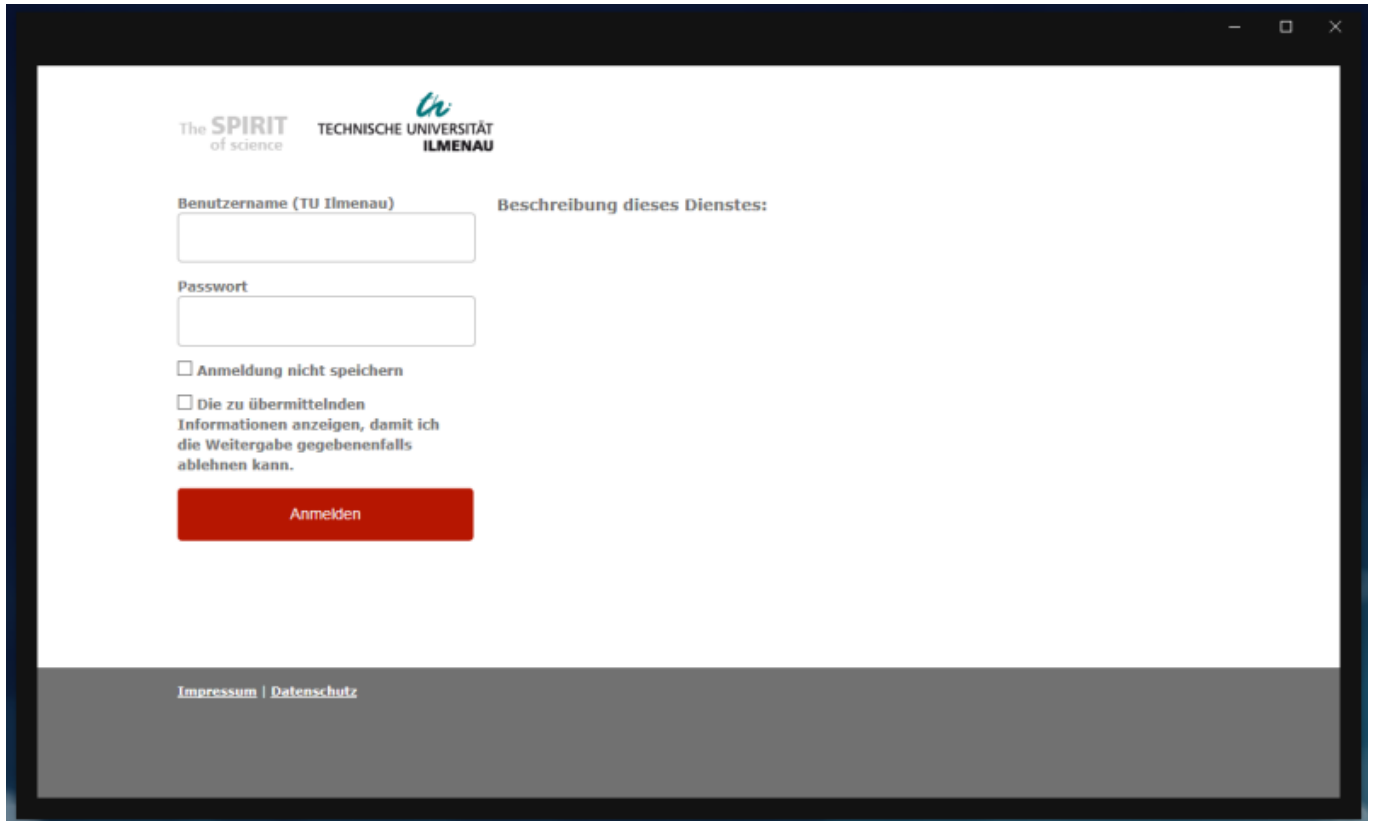 The SPIRIT
of science
TECHNISCHE UNIVERSITÄT
ILMENAU
Benutzername (TU Ilmenau)
Beschreibung dieses Dienstes:
Passwort
Anmeldung nicht speichern
Die zu übermittelnden
Informationen anzeigen, damit ich
die Weitergabe gegebenenfalls
ablehnen kann.
Anmelden
Impressum | Datenschutz